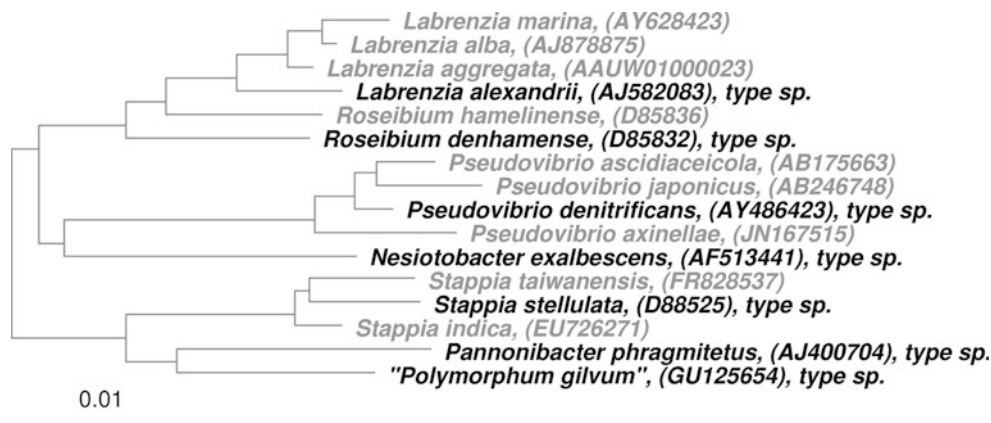 Labrenzia marina, (AY628423)
Labrenzia alba, (AJ878875)
Labrenzia aggregata, (AAUW01000023)
Labrenzia alexandrii, (AJ582083), type sp.
Roseibium hamelinense, (D85836)
Roseibium denhamense, (D85832), type sp.
Pseudovibrio ascidiaceicola, (AB175663)
Pseudovibrio japonicus, (AB246748)
Pseudovibrio denitrificans, (AY486423), type sp.
Pseudovibrio axinellae, (JN167515)
Nesiotobacter exalbescens, (AF513441), type sp.
Stappia taiwanensis, (FR828537)
Stappia stellulata, (D88525), type sp.
Stappia indica, (EU726271)
Pannonibacter phragmitetus, (AJ400704), type sp.
"Polymorphum gilvum", (GU125654), type sp.
0.01